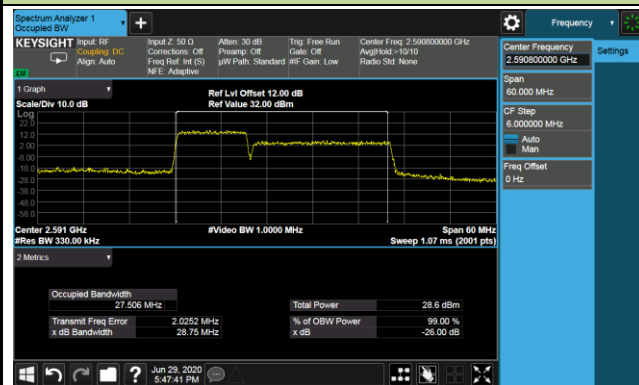 Spectrum Analyzer 1
Occupied BW
Frequency
KEYSIGHT
Input: RF
Coupling: DC
Align: Auto
Input Z: 50 Ω
Corrections: Off
Freq Ref: Int (S)
NFE: Adaptive
Atten: 30 dB
Preamp: Off
µW Path: Standard
Trig: Free Run
Gate: Off
#IF Gain: Low
Center Freq: 2.590800000 GHz
Avg|Hold:>10/10
Radio Std: None
Center Frequency
2.590800000 GHz
Settings
Span
60.000 MHz
CF Step
6.000000 MHz
Auto
Man
Freq Offset
0 Hz
1 Graph
Ref Lvl Offset 12.00 dB
Scale/Div 10.0 dB
Ref Value 32.00 dBm
Log
22.0
12.0
2.00
-8.00
-18.0
-28.0
-38.0
-48.0
-58.0
Center 2.591 GHz
#Video BW 1.0000 MHz
Span 60 MHz
#Res BW 330.00 kHz
Sweep 1.07 ms (2001 pts)
2 Metrics
Occupied Bandwidth
27.506 MHz
Total Power 28.6 dBm
Transmit Freq Error 2.0252 MHz
% of OBW Power 99.00 %
x dB Bandwidth 28.75 MHz
x dB -26.00 dB
Jun 29, 2020
5:47:41 PM